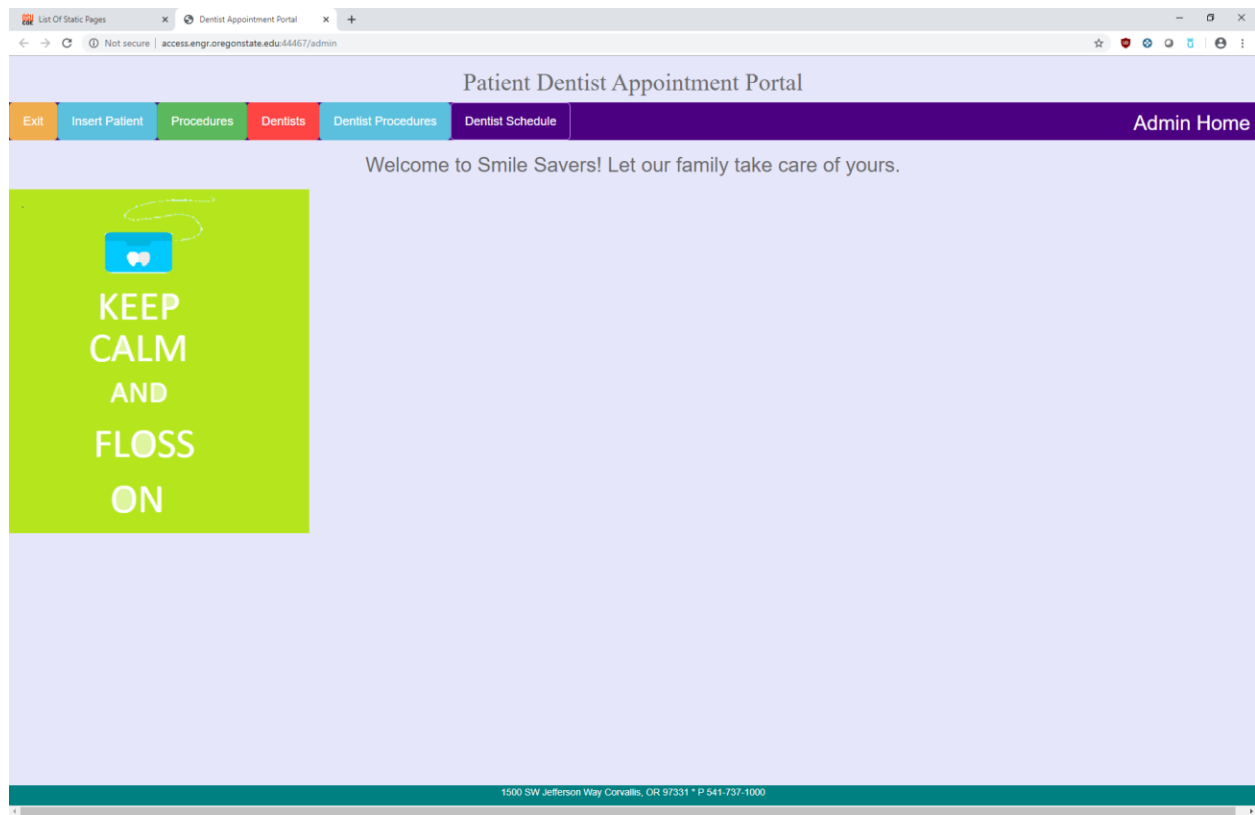 List Of Static Pages
Dentist Appointment Portal
Not secure | access.engr.oregonstate.edu:44467/admin
Patient Dentist Appointment Portal
Exit Insert Patient Procedures Dentists Dentist Procedures Dentist Schedule Admin Home
Welcome to Smile Savers! Let our family take care of yours.
KEEP
CALM
AND
FLOSS
ON
1500 SW Jefferson Way Corvallis, OR 97331 * P 541-737-1000